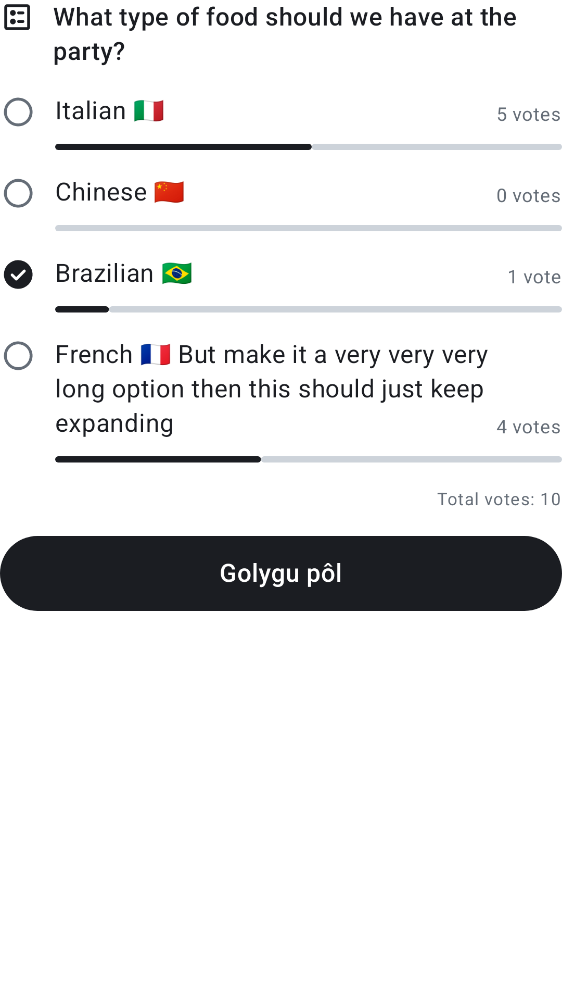 What type of food should we have at the
party?
Italian 🇮🇹
5 votes
Chinese 🇨🇳
0 votes
Brazilian 🇧🇷
1 vote
French 🇫🇷 But make it a very very very
long option then this should just keep
expanding
4 votes
Total votes: 10
Golygu pôl